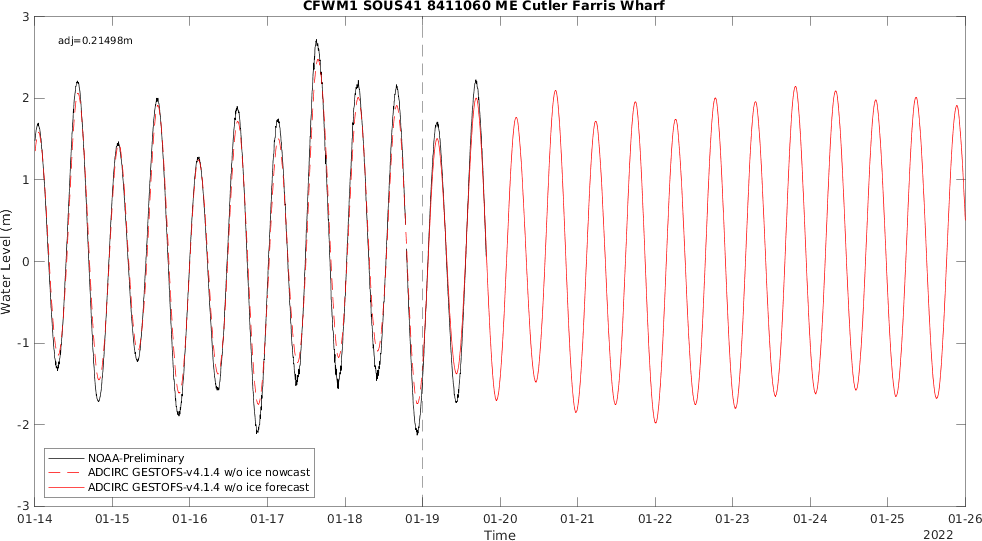 CFWM1 SOUS41 8411060 ME Cutler Farris Wharf
adj=0.21498m
3
2
1
0
-1
-2
-3
Water Level (m)
NOAA-Preliminary
ADCIRC GESTOFS-v4.1.4 w/o ice nowcast
ADCIRC GESTOFS-v4.1.4 w/o ice forecast
01-14 01-15 01-16 01-17 01-18 01-19 01-20 01-21 01-22 01-23 01-24 01-25 01-26
Time
2022